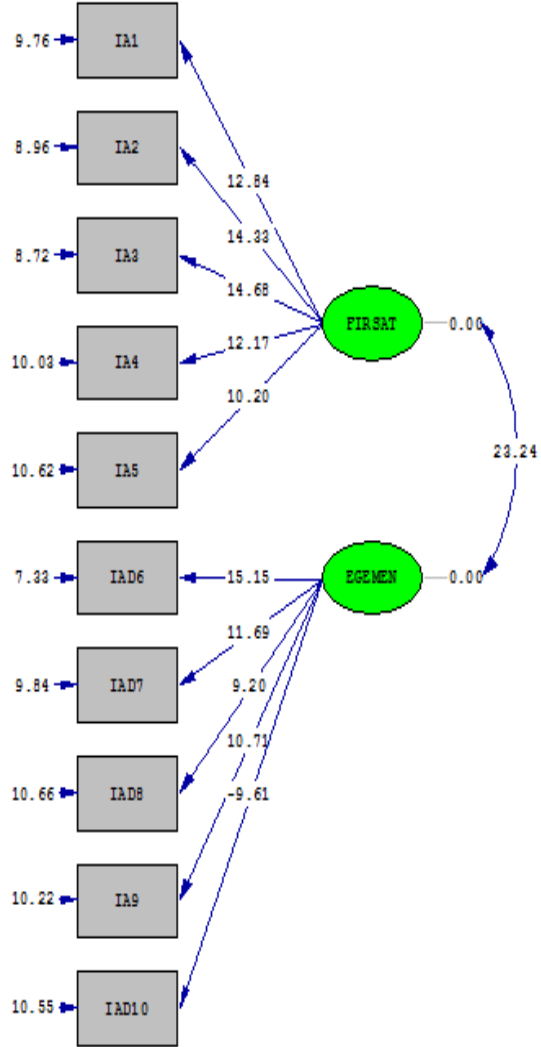 9.76 IA1
12.84
8.96 IA2
14.33
8.72 IA3
14.68
FIRSAT 0.00
12.17
10.03 IA4
10.20
23.24
10.62 IA5
7.33 IAD6 15.15 EGEMEN 0.00
11.69
9.84 IAD7
9.20
10.71
10.66 IAD8
-9.61
10.22 IA9
10.55 IAD10